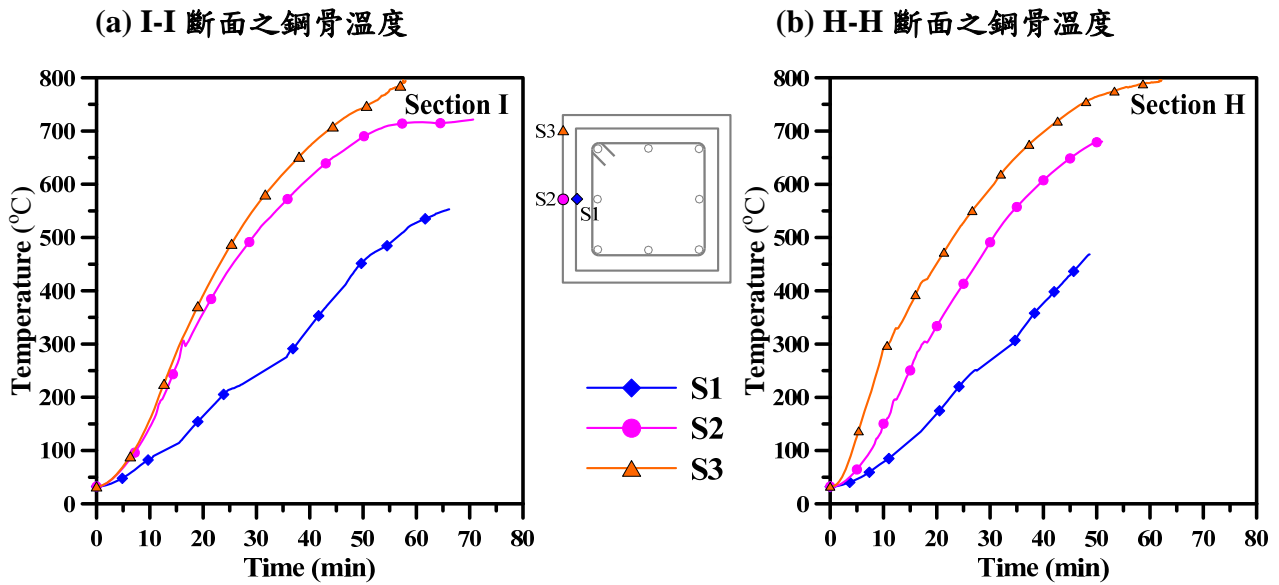 (a) I-I 斷面之鋼骨溫度
(b) H-H 斷面之鋼骨溫度
800
700
600
500
400
300
200
100
0
Temperature (°C)
Section I
0 10 20 30 40 50 60 70 80
Time (min)
S3
S2
S1
S1
S2
S3
800
700
600
500
400
300
200
100
0
Temperature (°C)
Section H
0 10 20 30 40 50 60 70 80
Time (min)